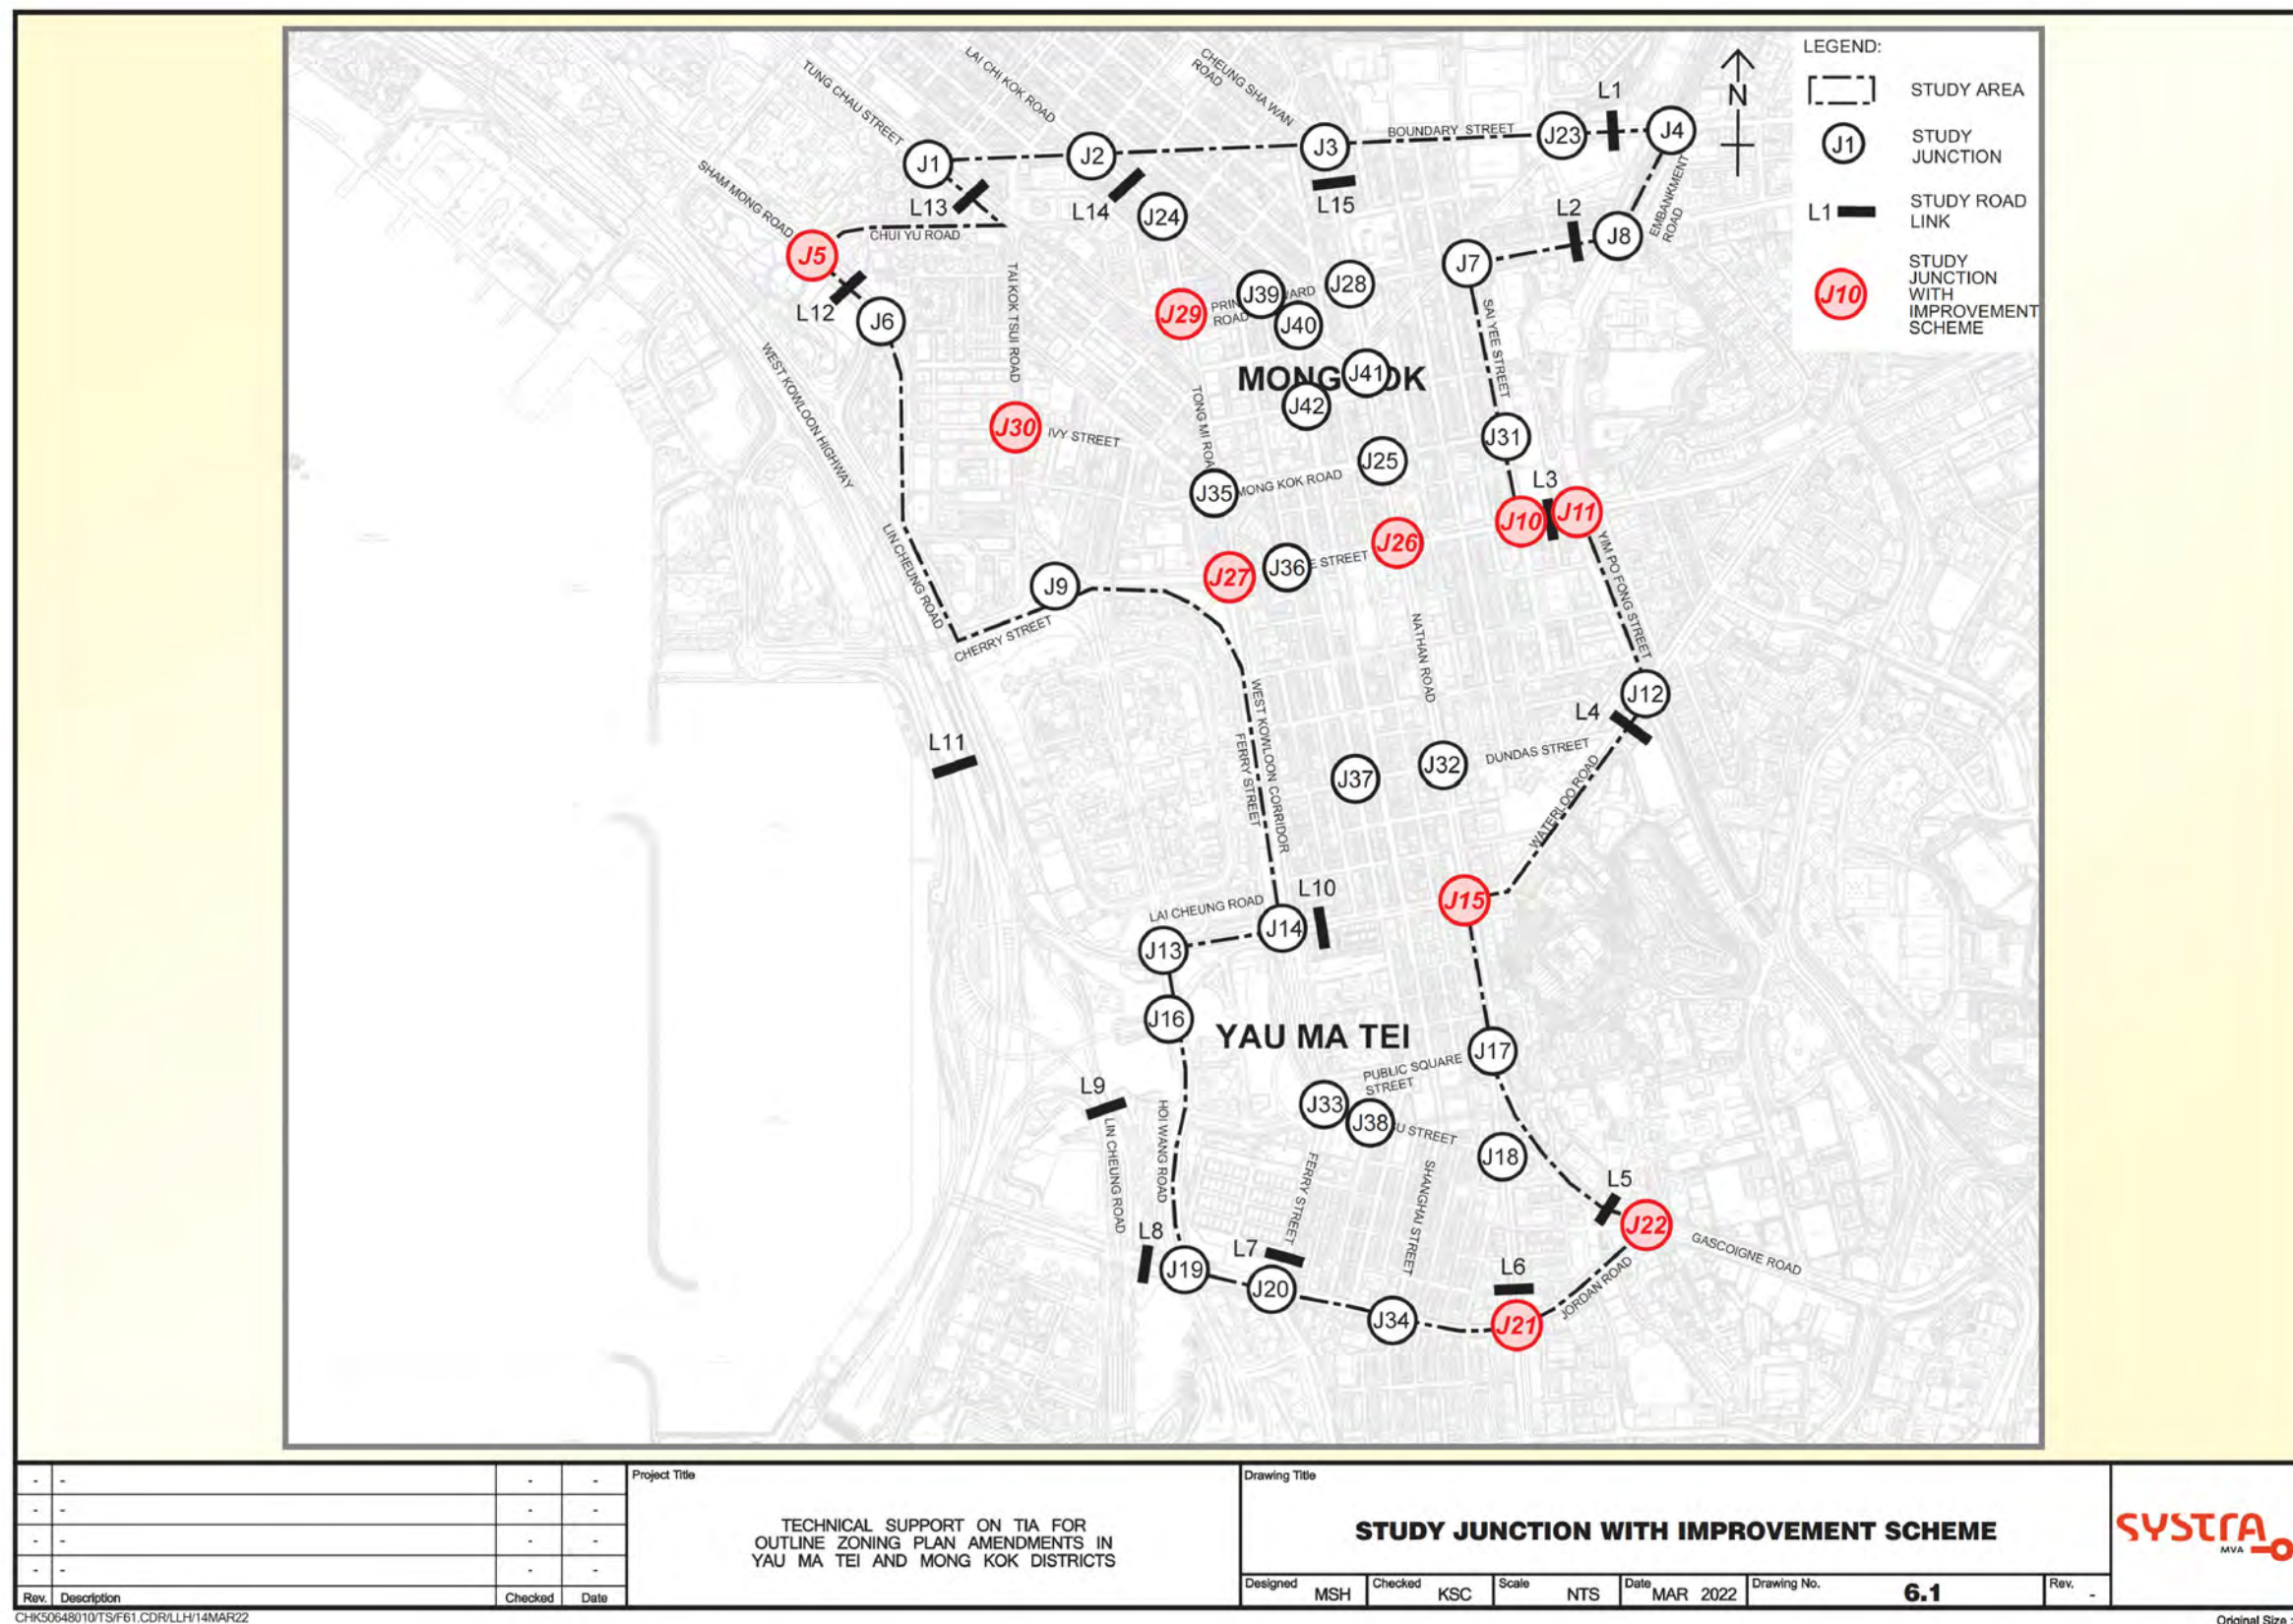 LEGEND:
STUDY AREA
J1
STUDY
JUNCTION
L1
STUDY ROAD
LINK
J10
STUDY
JUNCTION
WITH
IMPROVEMENT
SCHEME
N
TUNG CHAU STREET
LAI CHI KOK ROAD
CHEUNG SHA WAN
ROAD
BOUNDARY STREET
L1
J1
J2
J3
J23
J4
SHAM MONG ROAD
L13
L14
J24
L15
L2
J8
EMBANKMENT
ROAD
CHUI YU ROAD
J5
J7
L12
J6
TAI KOK TSUI ROAD
J29
PRIN
ROAD
J39
ARD
J28
J40
SAI YEE STREET
WEST KOWLOON HIGHWAY
MONG
J41
OK
J42
TONG MI ROA
J30
IVY STREET
J31
J25
J35
MONG KOK ROAD
L3
J10
J11
LIN CHEUNG ROAD
J26
J27
J36
E STREET
YIM PO FONG STREET
J9
CHERRY STREET
NATHAN ROAD
WEST KOWLOON CORRIDOR
FERRY STREET
J12
L4
L11
J37
J32
DUNDAS STREET
WATERLOO ROAD
L10
J15
LAI CHEUNG ROAD
J14
J13
J16
YAU MA TEI
J17
PUBLIC SQUARE
STREET
L9
J33
J38
U STREET
LIN CHEUNG ROAD
HOI WANG ROAD
J18
FERRY STREET
SHANGHAI STREET
L5
J22
GASCOIGNE ROAD
L8
L7
J19
J20
L6
JORDAN ROAD
J34
J21
- - - -
- - - -
- - - -
- - - -
Rev. Description Checked Date
Project Title
TECHNICAL SUPPORT ON TIA FOR
OUTLINE ZONING PLAN AMENDMENTS IN
YAU MA TEI AND MONG KOK DISTRICTS
Drawing Title
STUDY JUNCTION WITH IMPROVEMENT SCHEME
Designed MSH Checked KSC Scale NTS Date MAR 2022 Drawing No. 6.1 Rev. -
SYSTRA
MVA
CHK50648010/TS/F61.CDR/LLH/14MAR22
Original Size